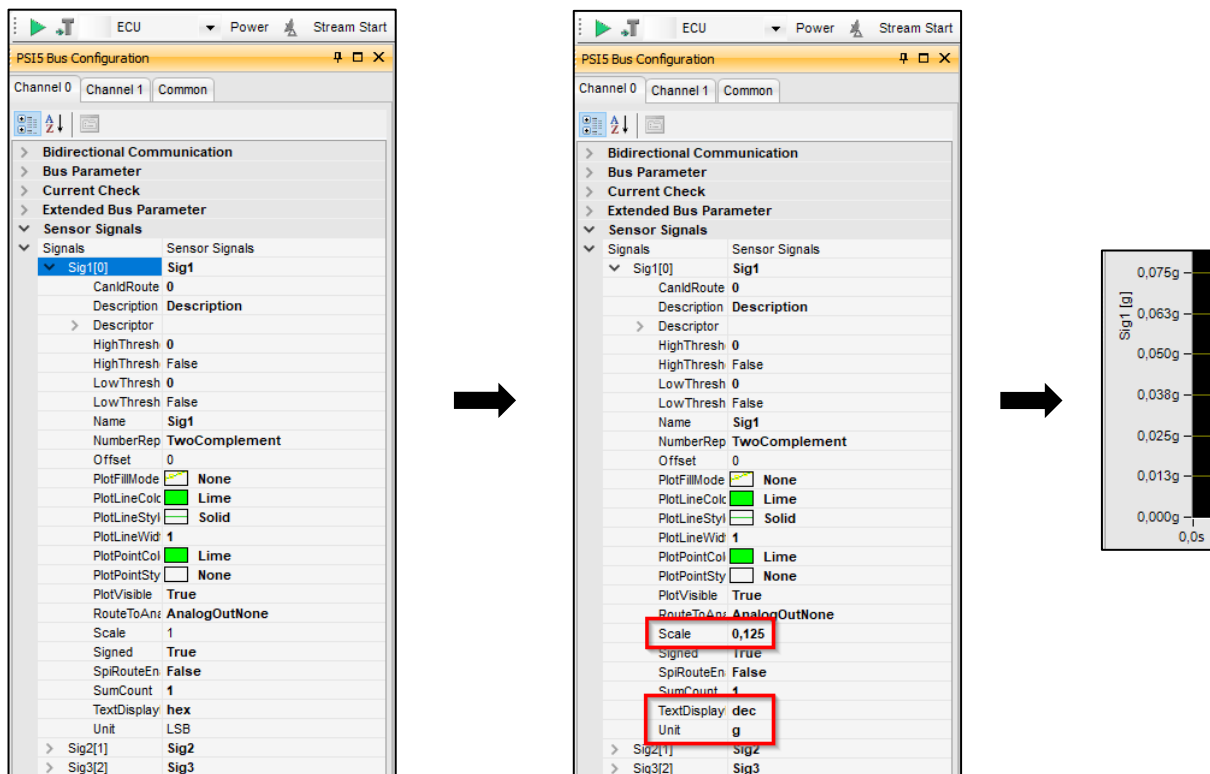 ECU Power Stream Start
PSI5 Bus Configuration
Channel 0 Channel 1 Common
Bidirectional Communication
Bus Parameter
Current Check
Extended Bus Parameter
Sensor Signals
Signals Sensor Signals
Sig1[0] Sig1
CanIdRoute 0
Description Description
Descriptor
HighThresh 0
HighThresh False
LowThresh 0
LowThresh False
Name Sig1
NumberRep TwoComplement
Offset 0
PlotFillMode None
PlotLineColc Lime
PlotLineStyl Solid
PlotLineWid 1
PlotPointCol Lime
PlotPointSty None
PlotVisible True
RouteToAna AnalogOutNone
Scale 1
Signed True
SpiRouteEn False
SumCount 1
TextDisplay hex
Unit LSB
Sig2[1] Sig2
Sig3[2] Sig3
ECU Power Stream Start
PSI5 Bus Configuration
Channel 0 Channel 1 Common
Bidirectional Communication
Bus Parameter
Current Check
Extended Bus Parameter
Sensor Signals
Signals Sensor Signals
Sig1[0] Sig1
CanIdRoute 0
Description Description
Descriptor
HighThresh 0
HighThresh False
LowThresh 0
LowThresh False
Name Sig1
NumberRep TwoComplement
Offset 0
PlotFillMode None
PlotLineColc Lime
PlotLineStyl Solid
PlotLineWid 1
PlotPointCol Lime
PlotPointSty None
PlotVisible True
RouteToAna AnalogOutNone
Scale 0,125
Signed True
SpiRouteEn False
SumCount 1
TextDisplay dec
Unit g
Sig2[1] Sig2
Sig3[2] Sig3
Sig1 [g]
0,075g
0,063g
0,050g
0,038g
0,025g
0,013g
0,000g
0,0s